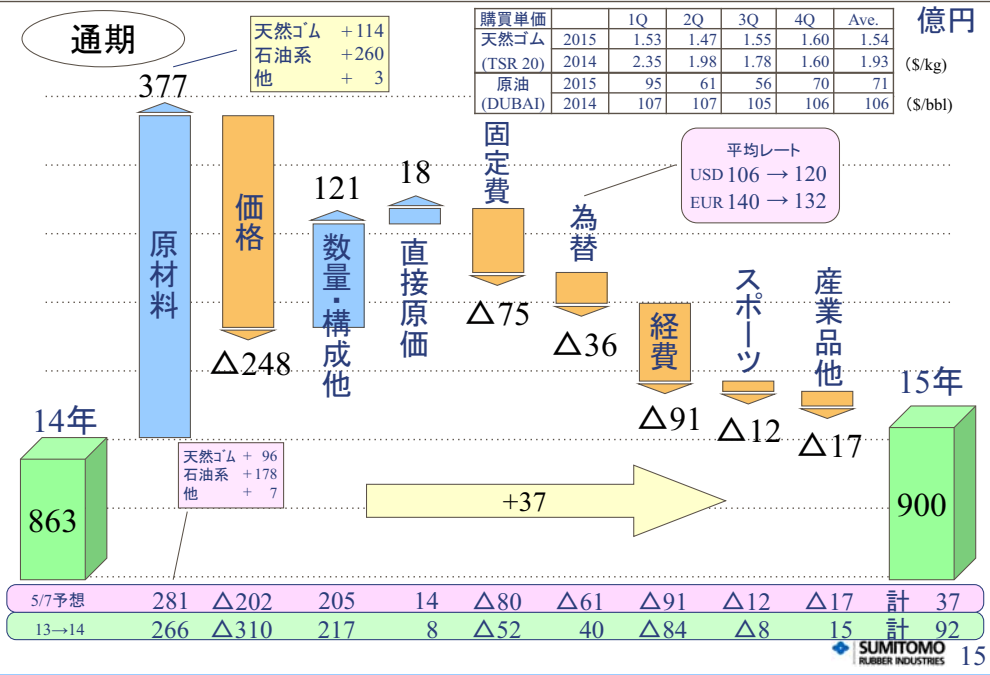 通期
天然ゴム +114
石油系 +260
他 + 3
購買単価 1Q 2Q 3Q 4Q Ave.
天然ゴム 2015 1.53 1.47 1.55 1.60 1.54
(TSR 20) 2014 2.35 1.98 1.78 1.60 1.93 ($/kg)
原油 2015 95 61 56 70 71
(DUBAI) 2014 107 107 105 106 106 ($/bbl)
億円
377
原材料
価格
△248
121
数量・構成他
18
直接原価
固定費
△75
為替
△36
平均レート
USD 106 → 120
EUR 140 → 132
経費
△91
スポーツ
△12
産業品他
△17
14年
863
15年
900
天然ゴム + 96
石油系 +178
他 + 7
+37
5/7予想 281 △202 205 14 △80 △61 △91 △12 △17 計 37
13→14 266 △310 217 8 △52 40 △84 △8 15 計 92
SUMITOMO
RUBBER INDUSTRIES
15